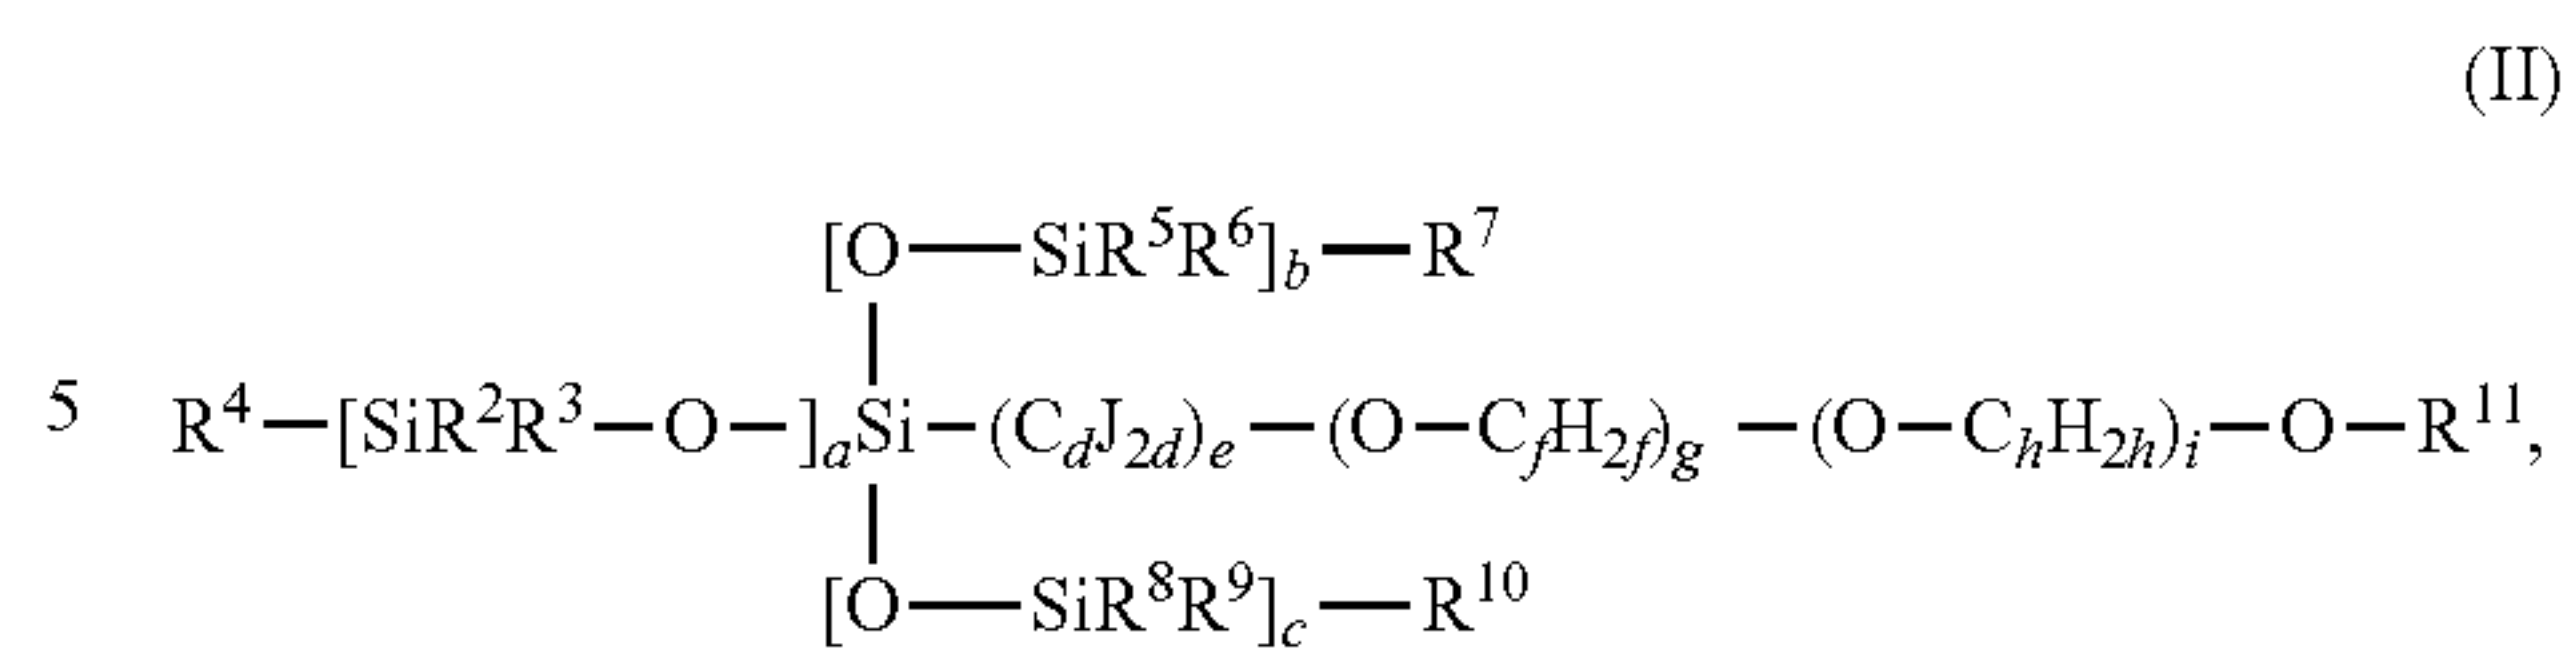 (II)
[O—SiR⁵R⁶]b—R⁷
5 R⁴—[SiR²R³—O—]aSi—(CdJ2d)e—(O—CfH2f)g—(O—ChH2h)i—O—R¹¹,
[O—SiR⁸R⁹]c—R¹⁰